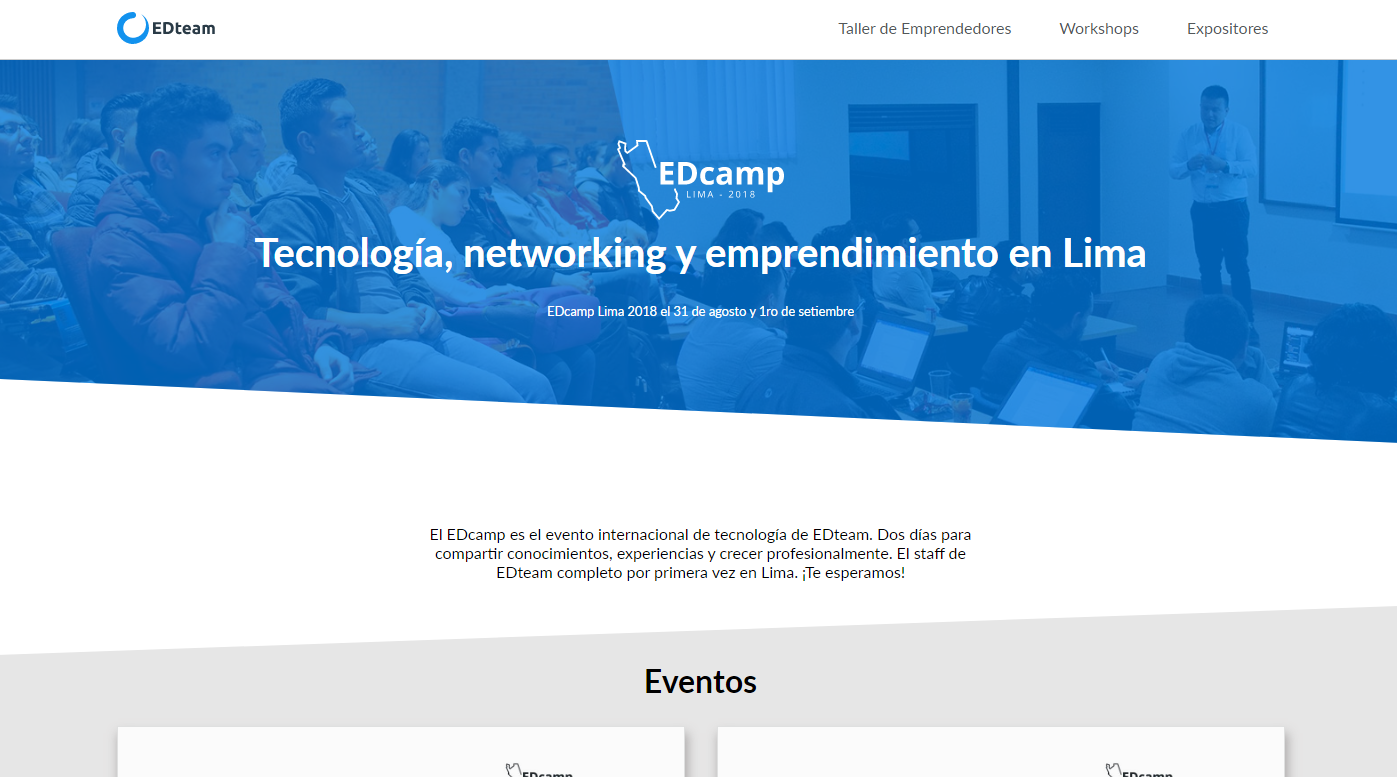 EDteam
Taller de Emprendedores
Workshops
Expositores
EDcamp
LIMA - 2018
Tecnología, networking y emprendimiento en Lima
EDcamp Lima 2018 el 31 de agosto y 1ro de setiembre
El EDcamp es el evento internacional de tecnología de EDteam. Dos días para
compartir conocimientos, experiencias y crecer profesionalmente. El staff de
EDteam completo por primera vez en Lima. ¡Te esperamos!
Eventos
EDcamp
EDcamp